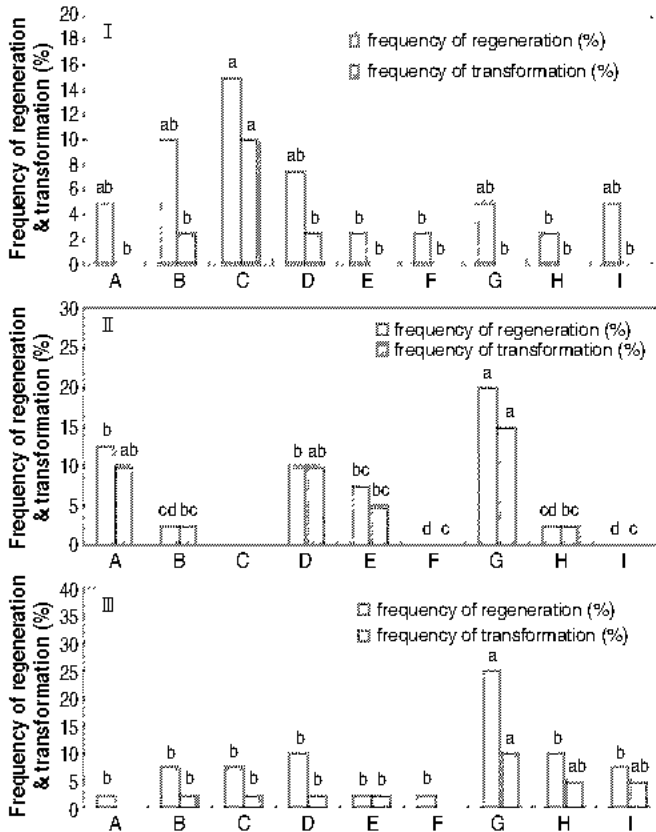 I
Frequency of regeneration
& transformation (%)
20
18
16
14
12
10
8
6
4
2
0
frequency of regeneration (%)
frequency of transformation (%)
ab b ab b a a ab b b b b b ab b b b ab b
A B C D E F G H I
II
Frequency of regeneration
& transformation (%)
30
25
20
15
10
5
0
frequency of regeneration (%)
frequency of transformation (%)
b ab cd bc b ab bc bc d c a a cd bc d c
A B C D E F G H I
III
Frequency of regeneration
& transformation (%)
40
35
30
25
20
15
10
5
0
frequency of regeneration (%)
frequency of transformation (%)
b b b b b b b b b b a a b ab b ab
A B C D E F G H I